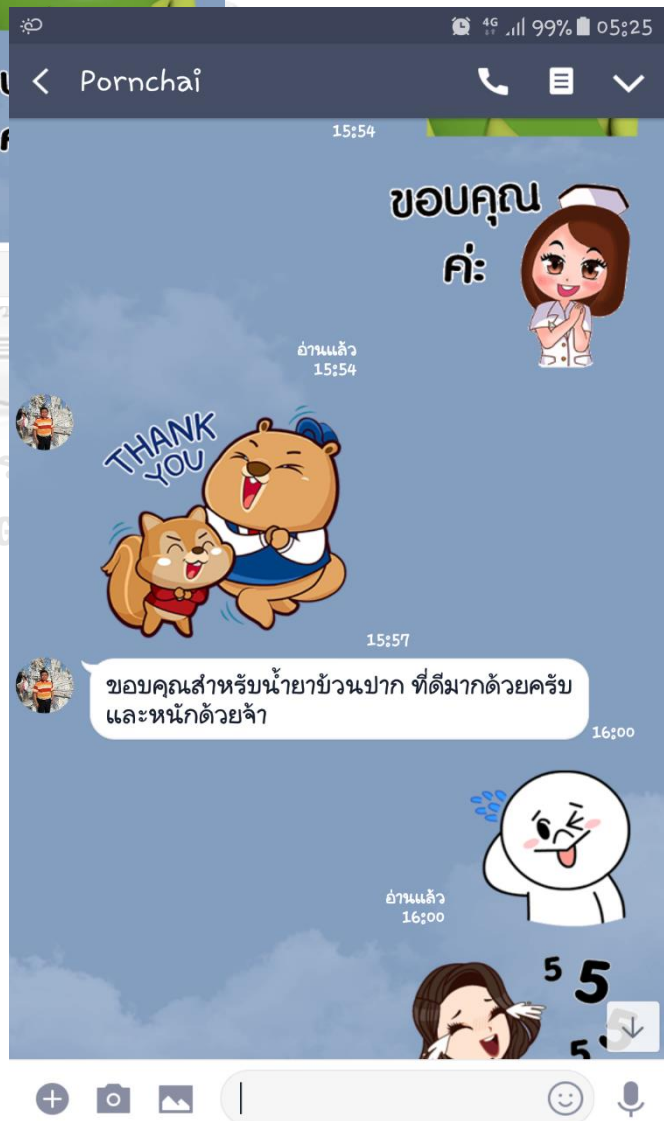 4G 99% 05:25
Pornchai
15:54
ขอบคุณ
ค่ะ
อ่านแล้ว
15:54
THANK
YOU
15:57
ขอบคุณสำหรับน้ำยาบ้วนปาก ที่ดีมากด้วยครับ
และหนักด้วยจ้า
16:00
อ่านแล้ว
16:00
5 5
5 5